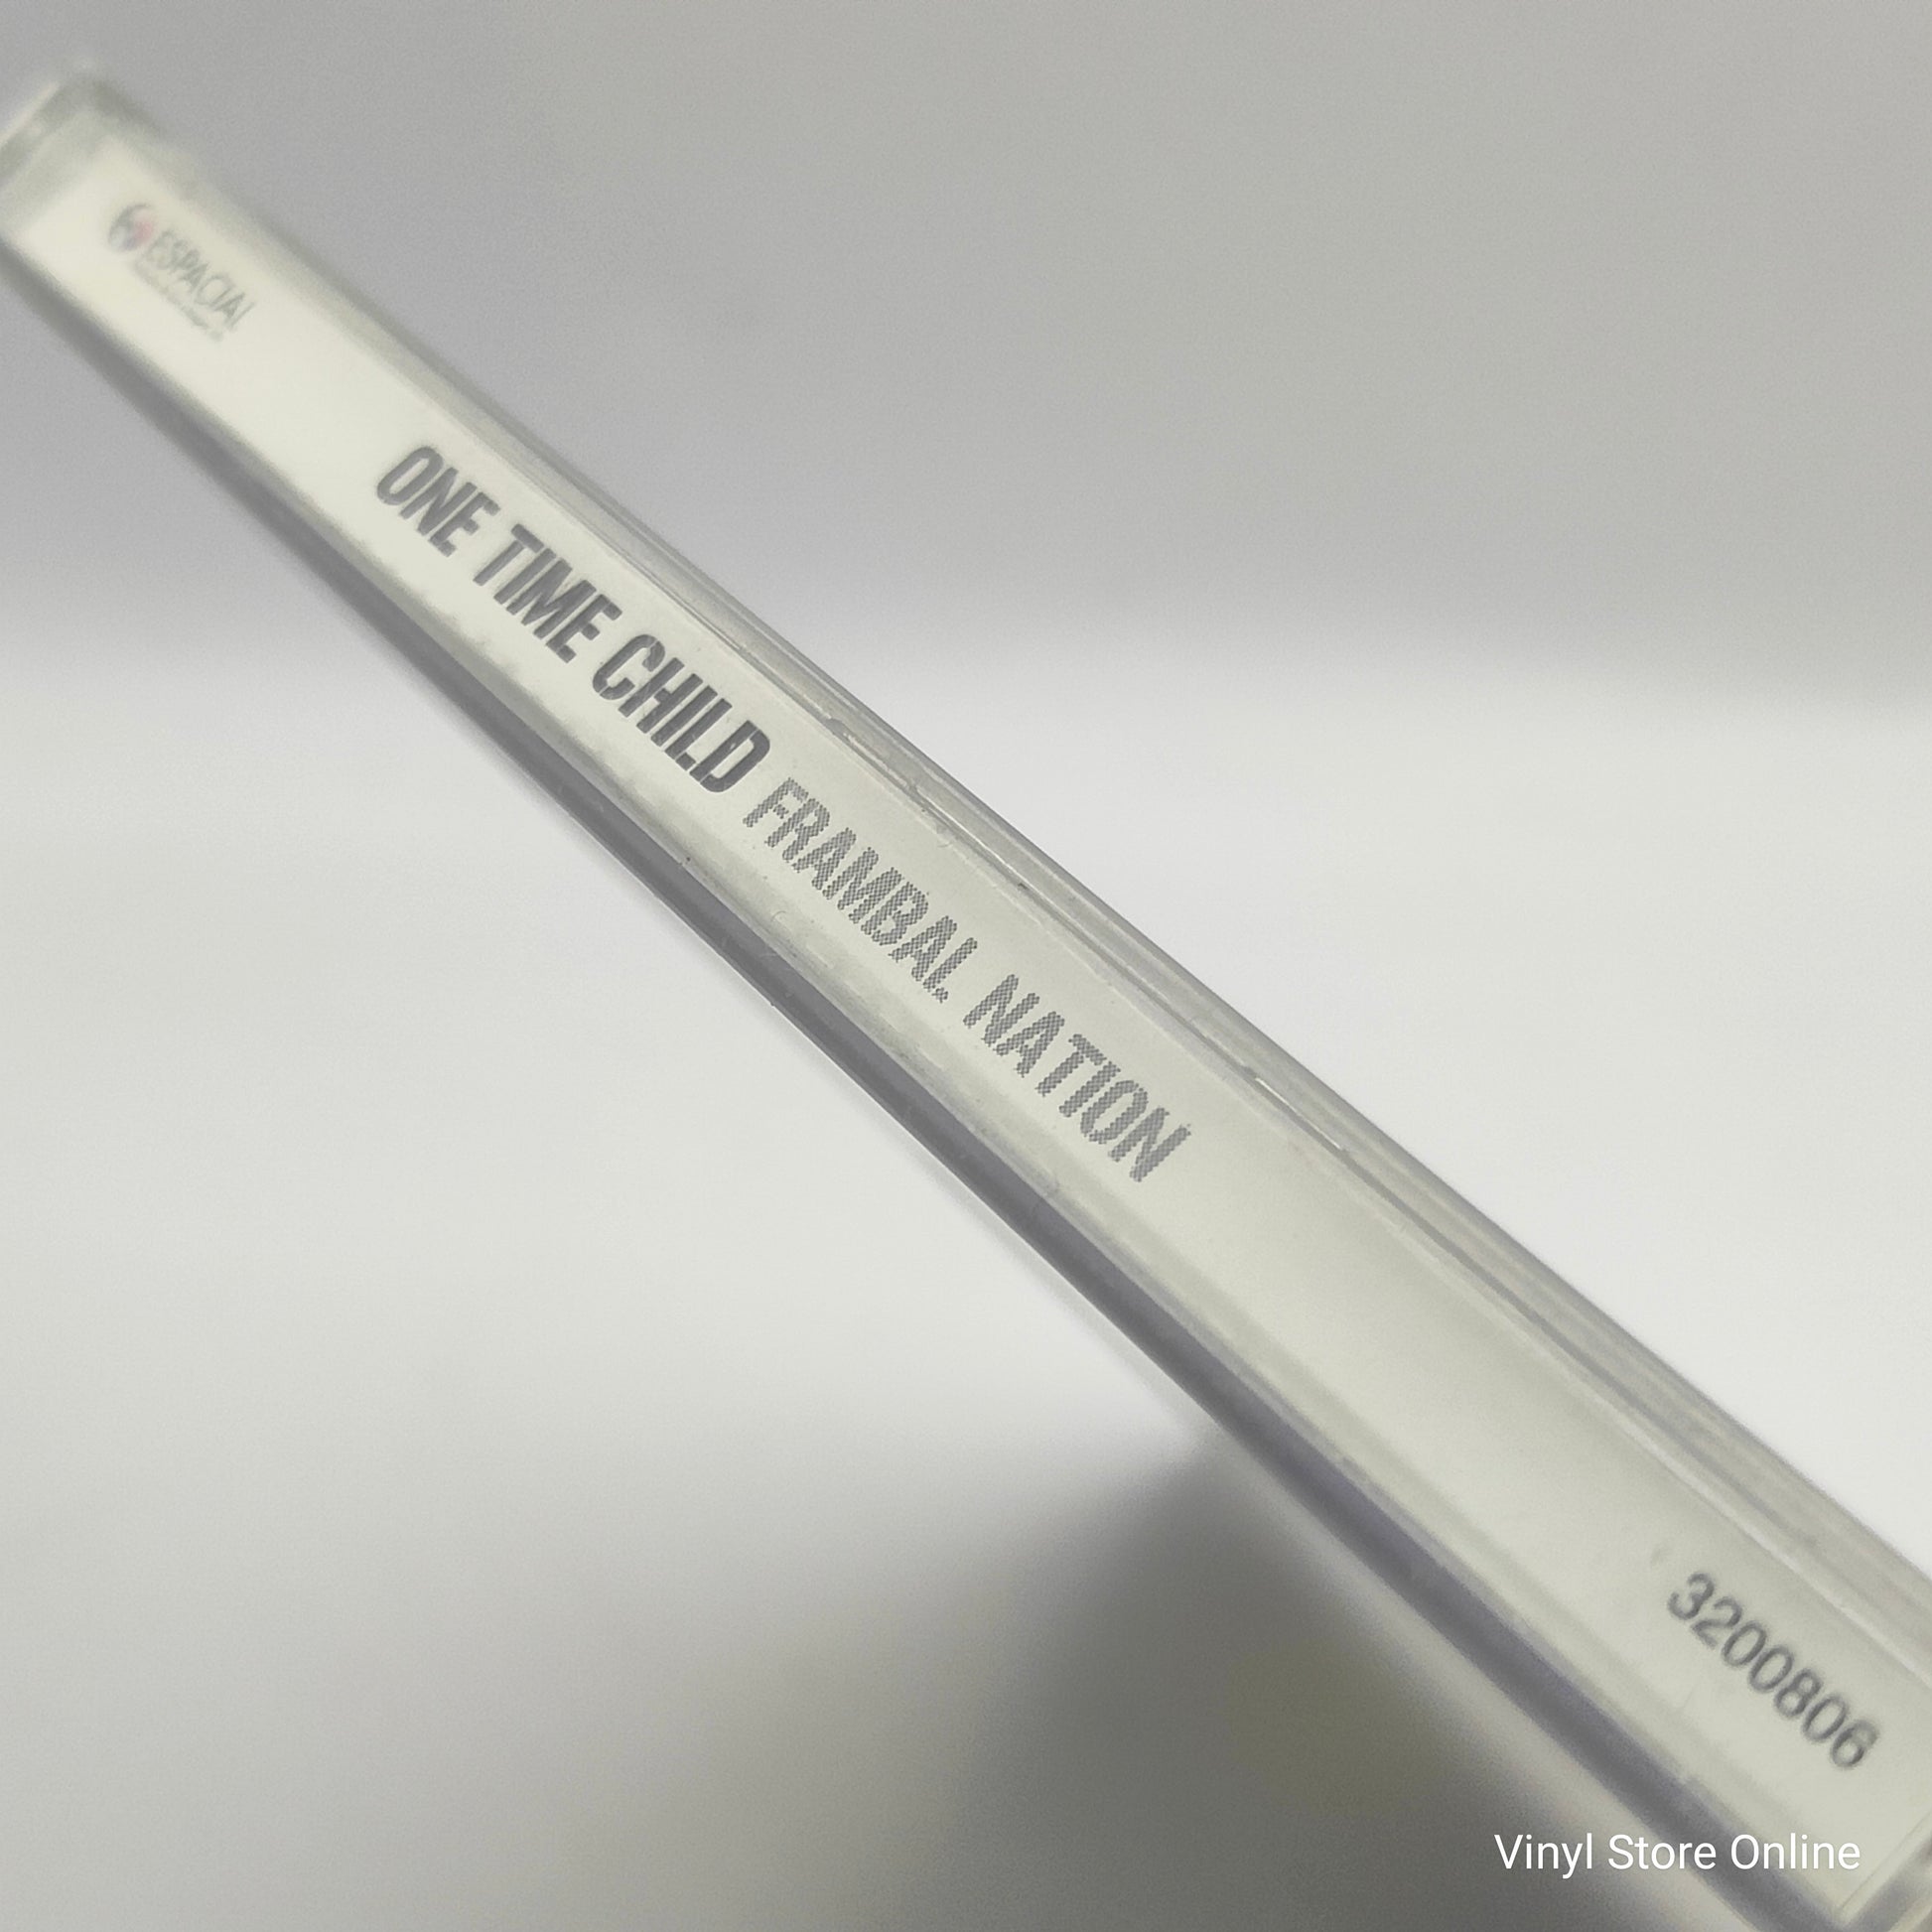 ESPACIAL
ONE TIME CHILD FRAMBAL NATION
3200806
Vinyl Store Online